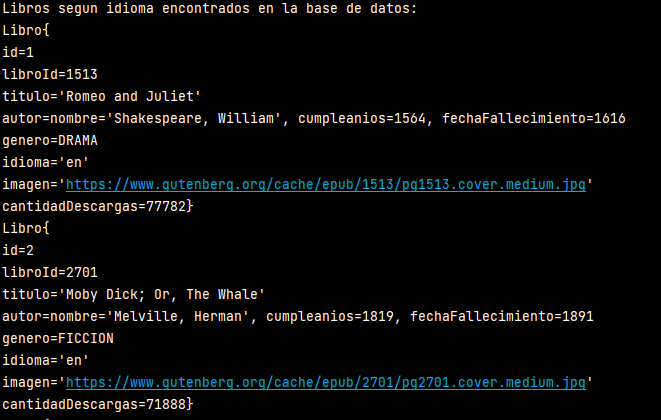 Libros segun idioma encontrados en la base de datos:
Libro{
id=1
libroId=1513
titulo='Romeo and Juliet'
autor=nombre='Shakespeare, William', cumpleanios=1564, fechaFallecimiento=1616
genero=DRAMA
idioma='en'
imagen='https://www.gutenberg.org/cache/epub/1513/pg1513.cover.medium.jpg'
cantidadDescargas=77782}
Libro{
id=2
libroId=2701
titulo='Moby Dick; Or, The Whale'
autor=nombre='Melville, Herman', cumpleanios=1819, fechaFallecimiento=1891
genero=FICCION
idioma='en'
imagen='https://www.gutenberg.org/cache/epub/2701/pg2701.cover.medium.jpg'
cantidadDescargas=71888}